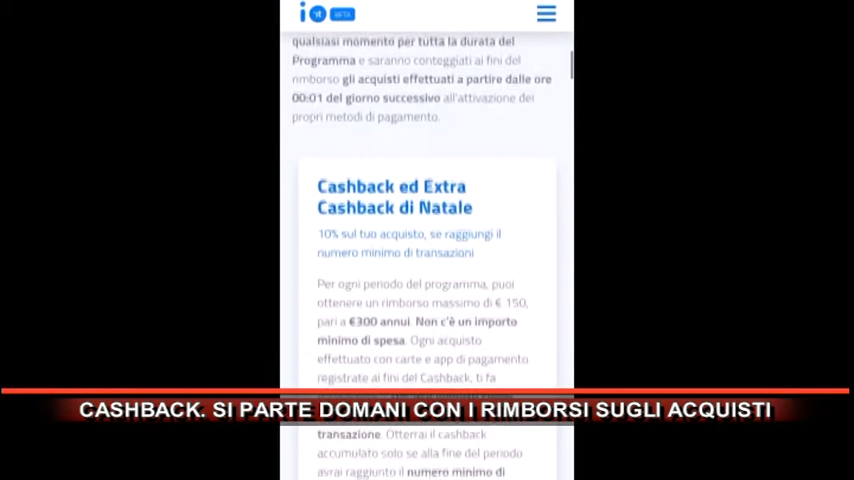 io BETA
qualsiasi momento per tutta la durata del
Programma e saranno conteggiati ai fini del
rimborso gli acquisti effettuati a partire dalle ore
00:01 del giorno successivo all'attivazione dei
propri metodi di pagamento.
Cashback ed Extra
Cashback di Natale
10% sul tuo acquisto, se raggiungi il
numero minimo di transazioni
Per ogni periodo del programma, puoi
ottenere un rimborso massimo di € 150,
pari a €300 annui. Non c'è un importo
minimo di spesa. Ogni acquisto
effettuato con carte e app di pagamento
registrate ai fini del Cashback, ti fa
CASHBACK. SI PARTE DOMANI CON I RIMBORSI SUGLI ACQUISTI
transazione. Otterrai il cashback
accumulato solo se alla fine del periodo
avrai raggiunto il numero minimo di